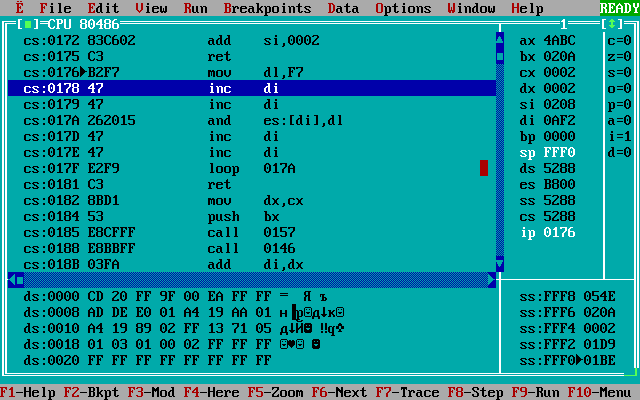 Ë File Edit View Run Breakpoints Data Options Window Help READY
[■]=CPU 80486 1 [↕]
cs:0172 83C602 add si,0002 ax 4ABC c=0
cs:0175 C3 ret bx 020A z=0
cs:0176►B2F7 mov dl,F7 cx 0002 s=0
cs:0178 47 inc di dx 0002 o=0
cs:0179 47 inc di si 0208 p=0
cs:017A 262015 and es:[di],dl di 0AF2 a=0
cs:017D 47 inc di bp 0000 i=1
cs:017E 47 inc di sp FFF0 d=0
cs:017F E2F9 loop 017A ds 5288
cs:0181 C3 ret es B800
cs:0182 8BD1 mov dx,cx ss 5288
cs:0184 53 push bx cs 5288
cs:0185 E8CFFF call 0157 ip 0176
cs:0188 E8BBFF call 0146
cs:018B 03FA add di,dx
ds:0000 CD 20 FF 9F 00 EA FF FF = Я ъ ss:FFF8 054E
ds:0008 AD DE E0 01 A4 19 AA 01 н р☺д↓к☺ ss:FFF6 020A
ds:0010 A4 19 89 02 FF 13 71 05 д↓Й☻ ‼q♣ ss:FFF4 0002
ds:0018 01 03 01 00 02 FF FF FF ☺♥☺ ☻ ss:FFF2 01D9
ds:0020 FF FF FF FF FF FF FF FF ss:FFF0►01BE
F1-Help F2-Bkpt F3-Mod F4-Here F5-Zoom F6-Next F7-Trace F8-Step F9-Run F10-Menu